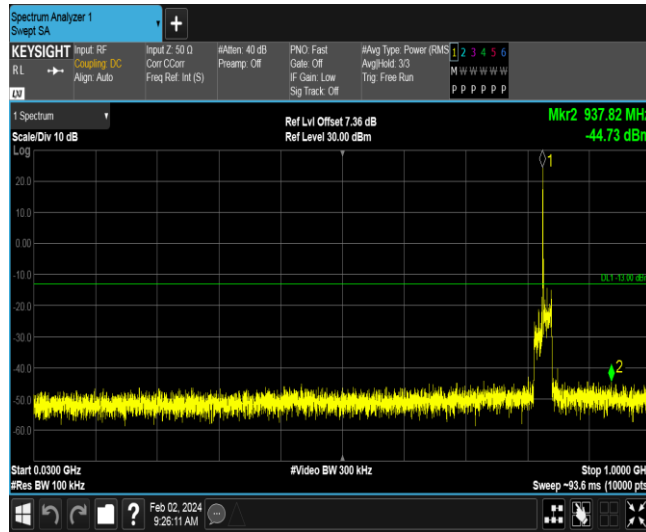 Spectrum Analyzer 1
Swept SA
KEYSIGHT
RL
LXI
Input: RF
Coupling: DC
Align: Auto
Input Z: 50 Ω
Corr CCorr
Freq Ref: Int (S)
#Atten: 40 dB
Preamp: Off
PNO: Fast
Gate: Off
IF Gain: Low
Sig Track: Off
#Avg Type: Power (RMS
Avg|Hold: 3/3
Trig: Free Run
1 2 3 4 5 6
M W W W W W
P P P P P P
1 Spectrum
Scale/Div 10 dB
Log
Ref Lvl Offset 7.36 dB
Ref Level 30.00 dBm
Mkr2 937.82 MHz
-44.73 dBm
1
20.0
0.00
-10.0
DL1 -13.00 dBm
-20.0
-30.0
-40.0
2
-50.0
-60.0
Start 0.0300 GHz
#Res BW 100 kHz
#Video BW 300 kHz
Stop 1.0000 GH
Sweep ~93.6 ms (10000 pts
?
Feb 02, 2024
9:26:11 AM